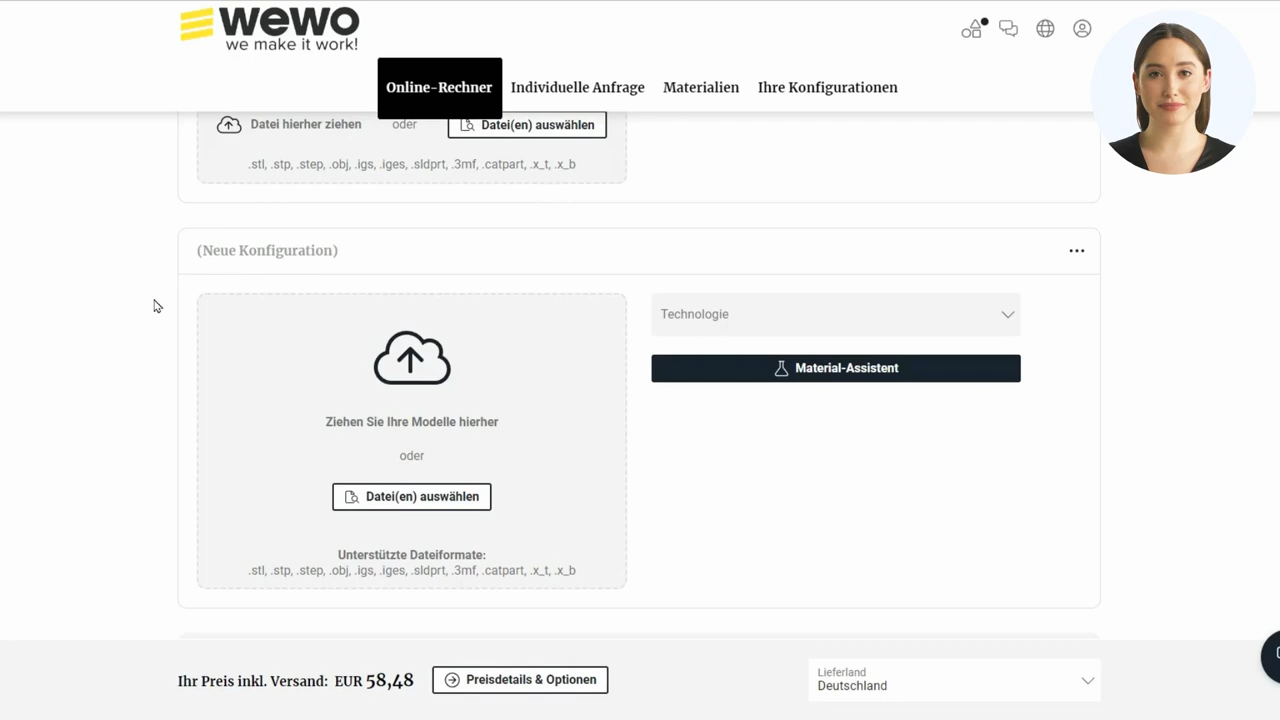 wewo
we make it work!
Online-Rechner
Individuelle Anfrage
Materialien
Ihre Konfigurationen
Datei hierher ziehen
oder
Datei(en) auswählen
.stl, .stp, .step, .obj, .igs, .iges, .sldprt, .3mf, .catpart, .x_t, .x_b
(Neue Konfiguration)
Ziehen Sie Ihre Modelle hierher
oder
Datei(en) auswählen
Unterstützte Dateiformate:
.stl, .stp, .step, .obj, .igs, .iges, .sldprt, .3mf, .catpart, .x_t, .x_b
Technologie
Material-Assistent
Ihr Preis inkl. Versand: EUR 58,48
Preisdetails & Optionen
Lieferland
Deutschland